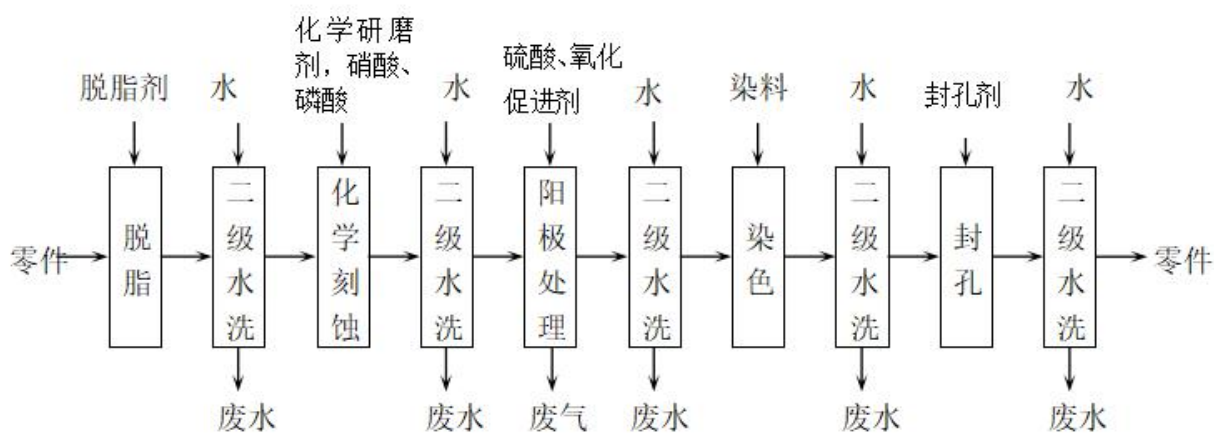 化学研磨
剂，硝酸、
磷酸
硫酸、氧化
促进剂
脱脂剂
水
水
水
染料
水
封孔剂
水
零件
脱脂
二级水洗
化学刻蚀
二级水洗
阳极处理
二级水洗
染色
二级水洗
封孔
二级水洗
零件
废水
废水
废气
废水
废水
废水